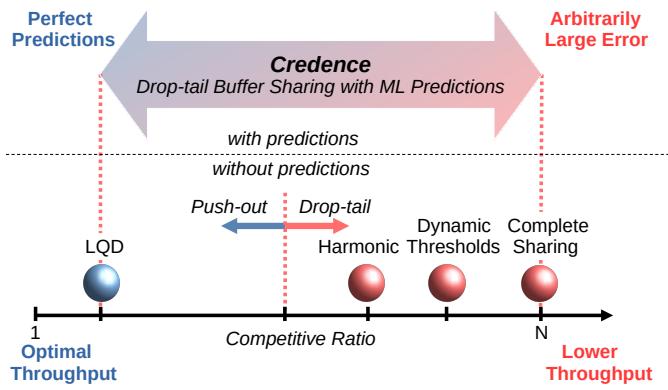 Perfect
Predictions
Arbitrarily
Large Error
Credence
Drop-tail Buffer Sharing with ML Predictions
with predictions
without predictions
Push-out
Drop-tail
LQD
Harmonic
Dynamic
Thresholds
Complete
Sharing
1
Competitive Ratio
N
Optimal
Throughput
Lower
Throughput